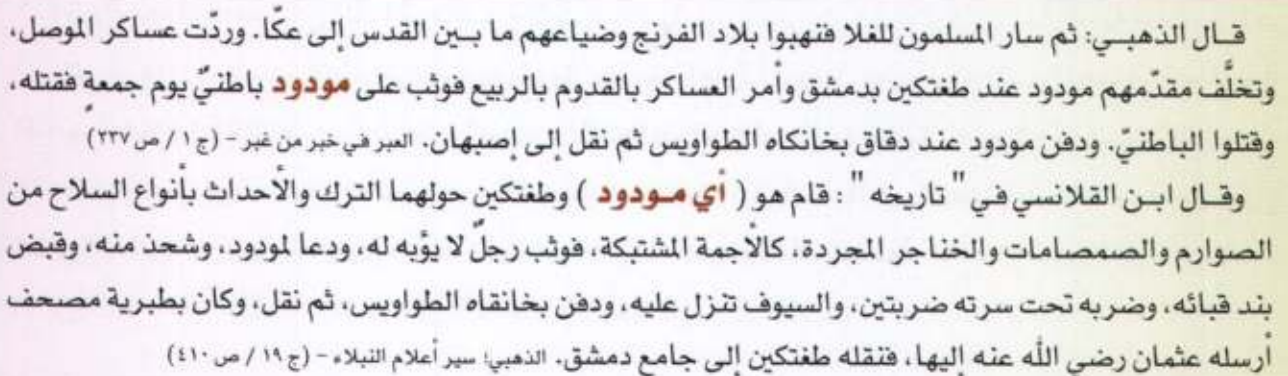 قال الذهبي: ثم سار المسلمون للغلا فنهبوا بلاد الفرنج وضياعهم ما بين القدس إلى عكّا. وردّت عساكر الموصل،
وتخلَّف مقدّمهم مودود عند طغتكين بدمشق وأمر العساكر بالقدوم بالربيع فوثب على مودود باطنيٌّ يوم جمعةٍ فقتله،
وقتلوا الباطنيّ. ودفن مودود عند دقاق بخانكاه الطواويس ثم نقل إلى إصبهان. العبر في خبر من غبر - (ج ١ / ص ٢٣٧)
وقال ابن القلانسي في " تاريخه " : قام هو ( أي مودود ) وطغتكين حولهما الترك والأحداث بأنواع السلاح من
الصوارم والصمصامات والخناجر المجردة، كالأجمة المشتبكة، فوثب رجلٌ لا يؤبه له، ودعا لمودود، وشحذ منه، وقبض
بند قبائه، وضربه تحت سرته ضربتين، والسيوف تنزل عليه، ودفن بخانقاه الطواويس، ثم نقل، وكان بطبرية مصحف
أرسله عثمان رضي الله عنه إليها، فنقله طغتكين إلى جامع دمشق. الذهبي؛ سير أعلام النبلاء - (ج ١٩ / ص ٤١٠)